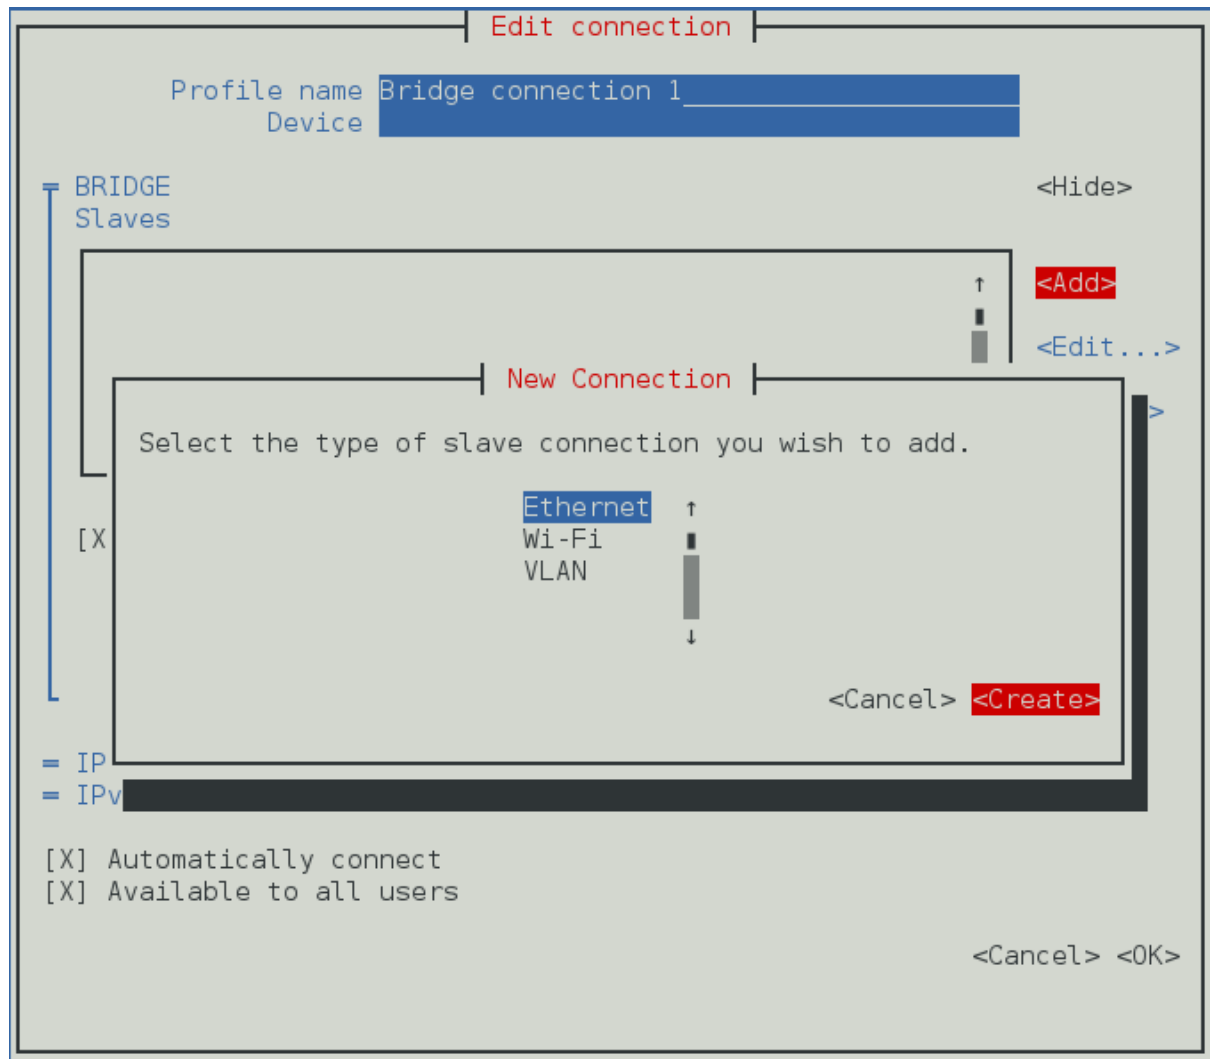 Edit connection
Profile name Bridge connection 1
Device
BRIDGE <Hide>
Slaves
↑ <Add>
<Edit...>
New Connection
>
Select the type of slave connection you wish to add.
Ethernet ↑
[X Wi-Fi
VLAN
↓
<Cancel> <Create>
= IP
= IPv
[X] Automatically connect
[X] Available to all users
<Cancel> <OK>